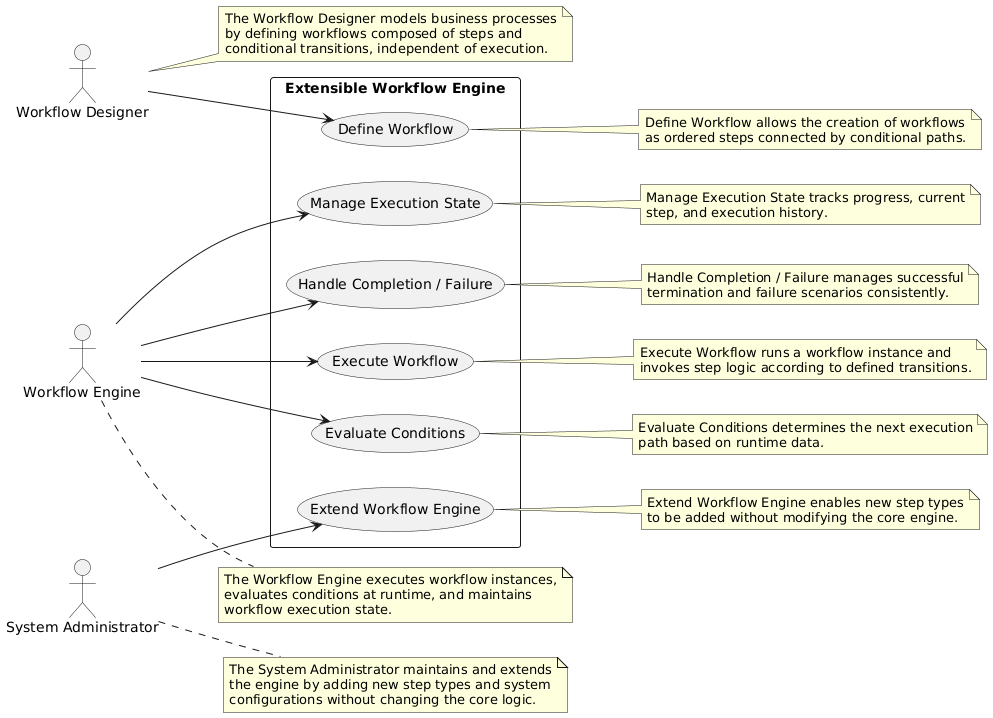 The Workflow Designer models business processes
by defining workflows composed of steps and
conditional transitions, independent of execution.
Workflow Designer
Extensible Workflow Engine
Define Workflow
Define Workflow allows the creation of workflows
as ordered steps connected by conditional paths.
Manage Execution State
Manage Execution State tracks progress, current
step, and execution history.
Handle Completion / Failure
Handle Completion / Failure manages successful
termination and failure scenarios consistently.
Workflow Engine
Execute Workflow
Execute Workflow runs a workflow instance and
invokes step logic according to defined transitions.
Evaluate Conditions
Evaluate Conditions determines the next execution
path based on runtime data.
Extend Workflow Engine
Extend Workflow Engine enables new step types
to be added without modifying the core engine.
The Workflow Engine executes workflow instances,
evaluates conditions at runtime, and maintains
workflow execution state.
System Administrator
The System Administrator maintains and extends
the engine by adding new step types and system
configurations without changing the core logic.